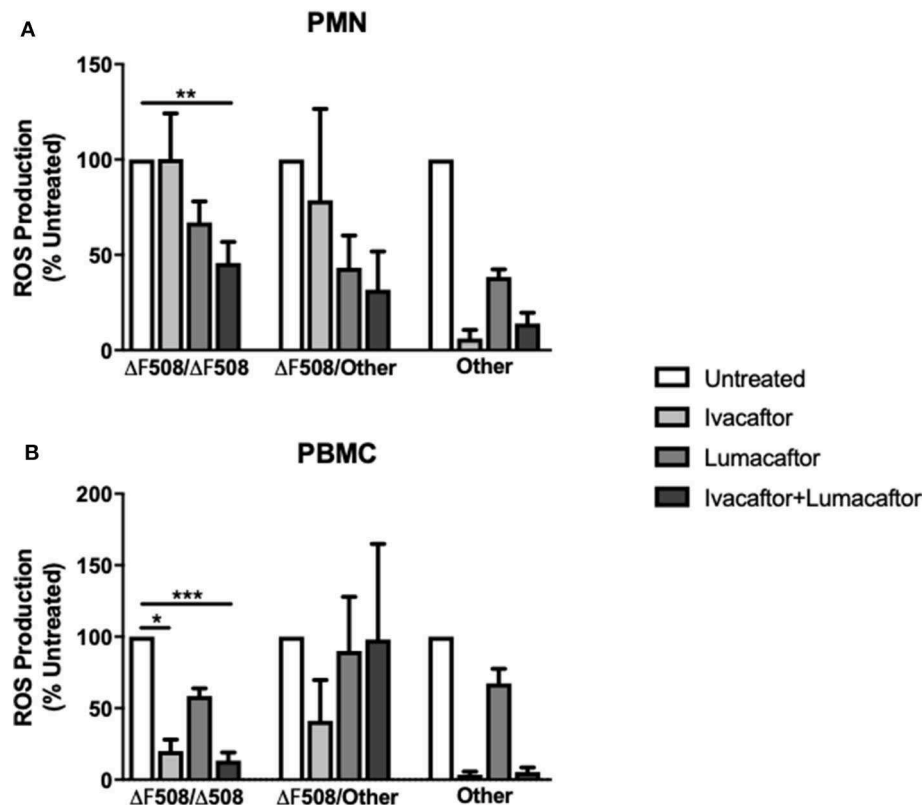 A
PMN
ROS Production
(% Untreated)
150
100
50
0
**
ΔF508/ΔF508
ΔF508/Other
Other
Untreated
Ivacaftor
Lumacaftor
Ivacaftor+Lumacaftor
B
PBMC
ROS Production
(% Untreated)
200
150
100
50
0
***
*
ΔF508/Δ508
ΔF508/Other
Other